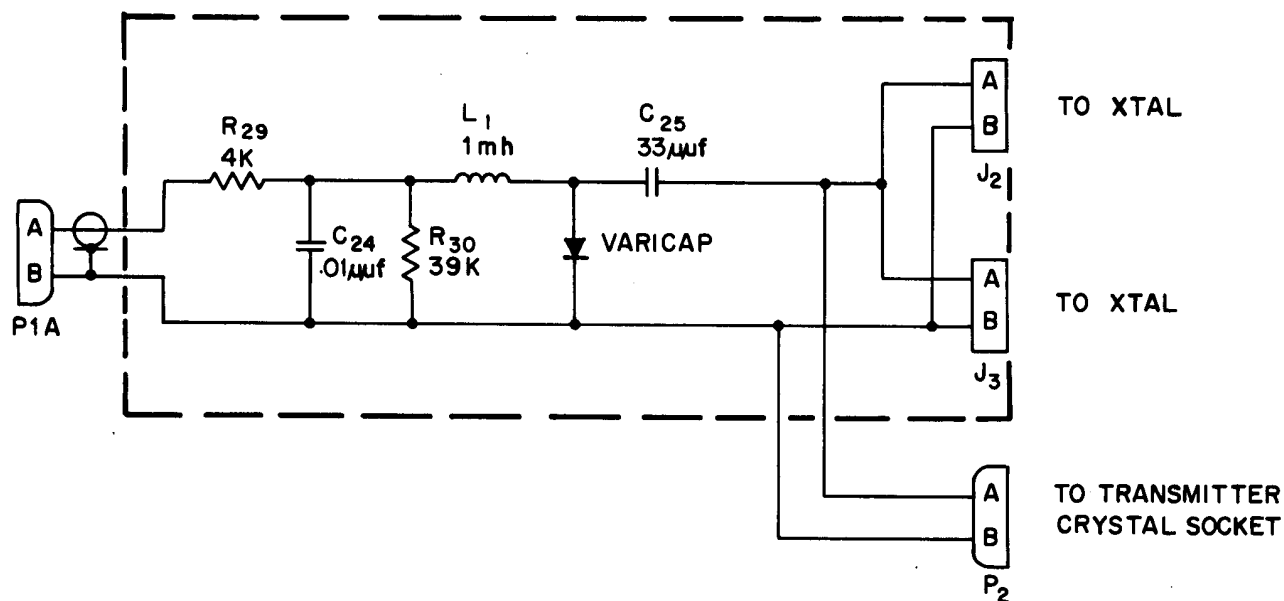 A
B
P1A
R29
4K
C24
.01µµf
R30
39K
L1
1mh
VARICAP
C25
33µµf
A
B
J2
TO XTAL
A
B
J3
TO XTAL
A
B
P2
TO TRANSMITTER
CRYSTAL SOCKET